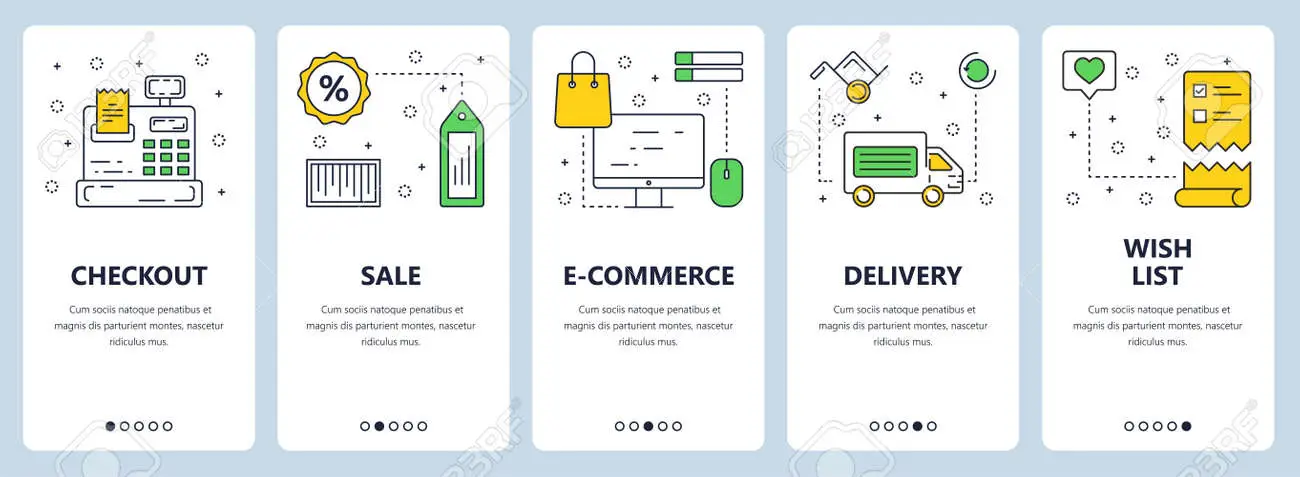 %
CHECKOUT
Cum sociis natoque penatibus et
magnis dis parturient montes, nascetur
ridiculus mus.
SALE
Cum sociis natoque penatibus et
magnis dis parturient montes, nascetur
ridiculus mus.
E-COMMERCE
Cum sociis natoque penatibus et
magnis dis parturient montes, nascetur
ridiculus mus.
DELIVERY
Cum sociis natoque penatibus et
magnis dis parturient montes, nascetur
ridiculus mus.
WISH
LIST
Cum sociis natoque penatibus et
magnis dis parturient montes, nascetur
ridiculus mus.
123RF